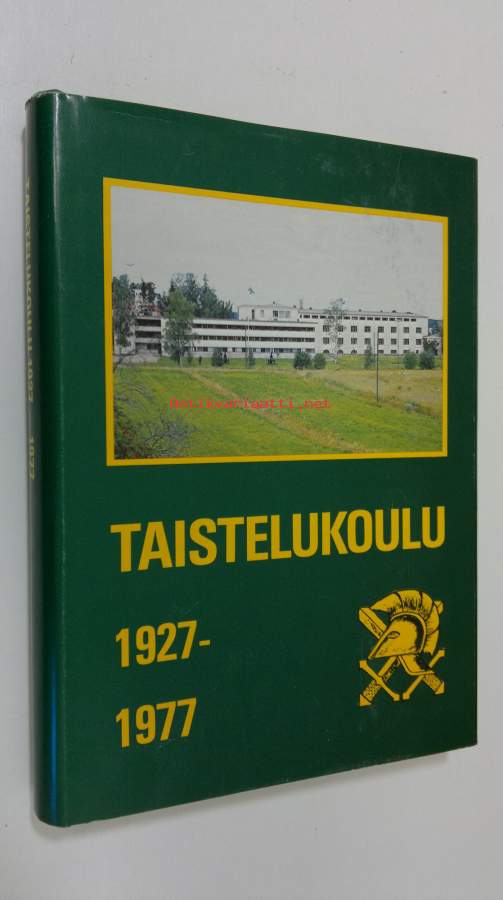 TAISTELUKOULU 1927 - 1977
Antikvariaatti.net
TAISTELUKOULU
1927-
1977